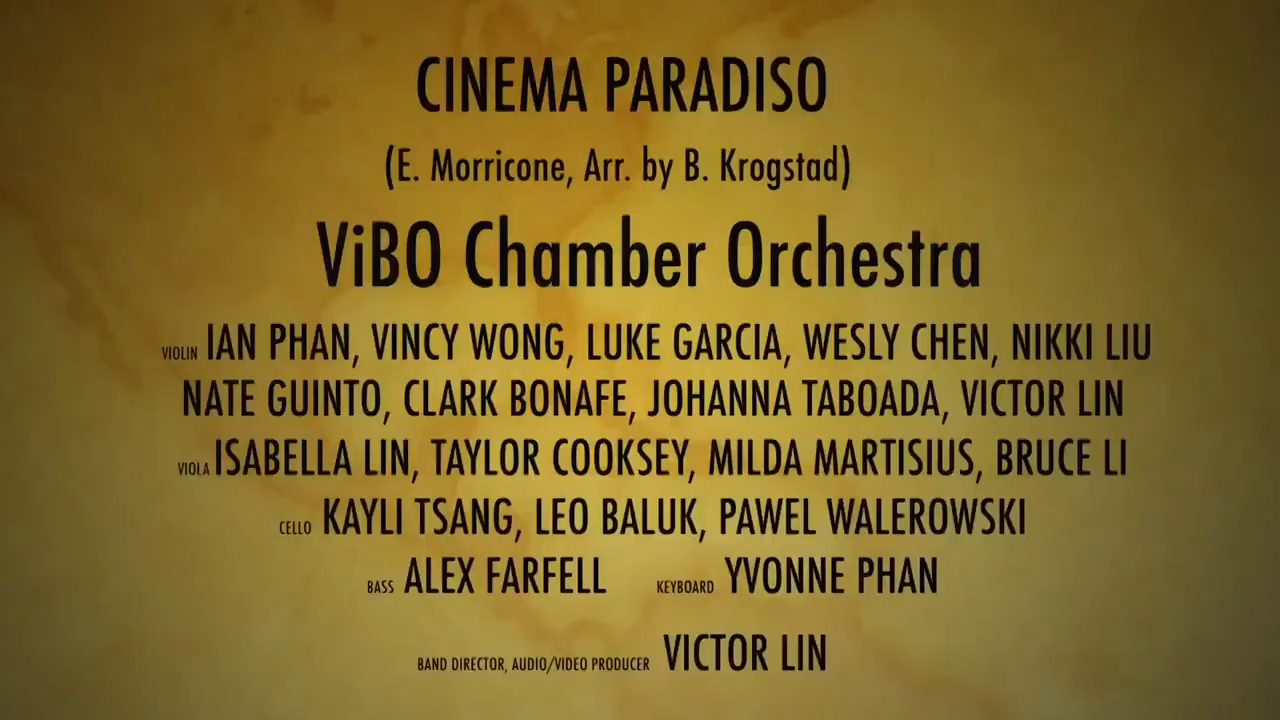 CINEMA PARADISO
(E. Morricone, Arr. by B. Krogstad)
ViBO Chamber Orchestra
VIOLIN IAN PHAN, VINCY WONG, LUKE GARCIA, WESLY CHEN, NIKKI LIU
NATE GUINTO, CLARK BONAFE, JOHANNA TABOADA, VICTOR LIN
VIOLA ISABELLA LIN, TAYLOR COOKSEY, MILDA MARTISIUS, BRUCE LI
CELLO KAYLI TSANG, LEO BALUK, PAWEL WALEROWSKI
BASS ALEX FARFELL KEYBOARD YVONNE PHAN
BAND DIRECTOR, AUDIO/VIDEO PRODUCER VICTOR LIN